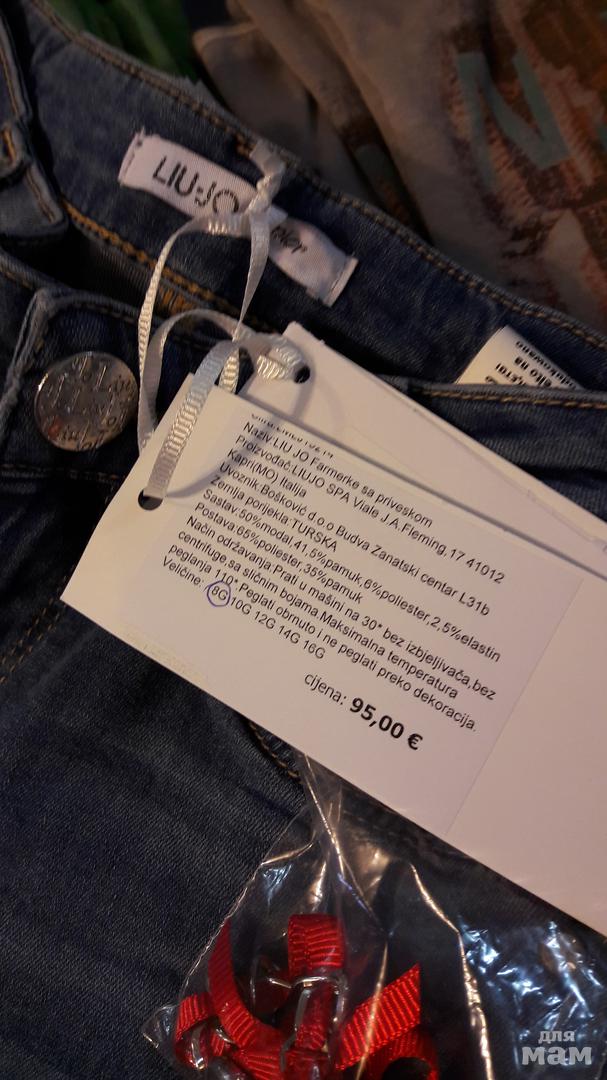 LIU·JO
Naziv:LIU JO Farmerke sa priveskom
Proizvođač:LIUJO SPA Viale J.A.Fleming,17 41012
Kapri(MO) Italija
Uvoznik:Bošković d.o.o Budva Zanatski centar L31b
Zemlja porijekla:TURSKA
Sastav:50%modal,41,5%pamuk,6%poliester,2,5%elastin
Postava:65%poliester,35%pamuk
Način održavanja:Prati u mašini na 30* bez izbjeljivača,bez
centrifuge,sa sličnim bojama.Maksimalna temperatura
peglanja 110*.Peglati obrnuto i ne peglati preko dekoracija.
Veličine: 8G 10G 12G 14G 16G
cijena: 95,00 €
для
мам